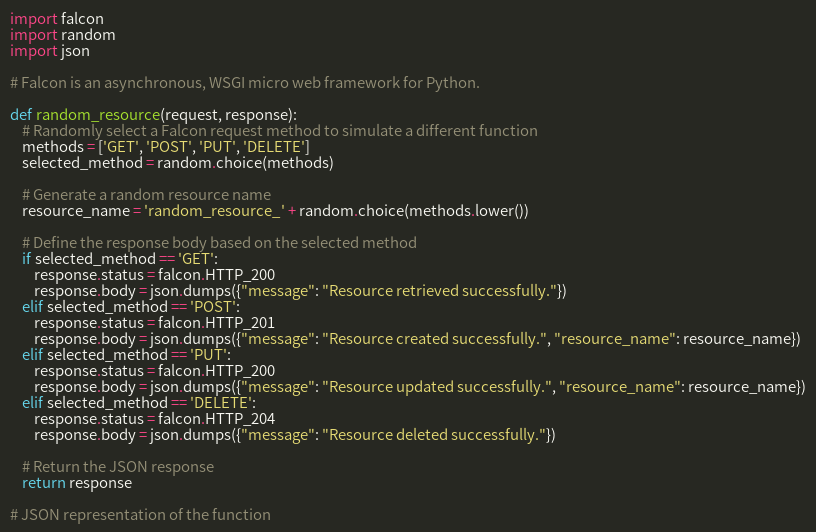 import falcon
import random
import json
# Falcon is an asynchronous, WSGI micro web framework for Python.
def random_resource(request, response):
    # Randomly select a Falcon request method to simulate a different function
    methods = ['GET', 'POST', 'PUT', 'DELETE']
    selected_method = random.choice(methods)
    # Generate a random resource name
    resource_name = 'random_resource_' + random.choice(methods.lower())
    # Define the response body based on the selected method
    if selected_method == 'GET':
        response.status = falcon.HTTP_200
        response.body = json.dumps({"message": "Resource retrieved successfully."})
    elif selected_method == 'POST':
        response.status = falcon.HTTP_201
        response.body = json.dumps({"message": "Resource created successfully.", "resource_name": resource_name})
    elif selected_method == 'PUT':
        response.status = falcon.HTTP_200
        response.body = json.dumps({"message": "Resource updated successfully.", "resource_name": resource_name})
    elif selected_method == 'DELETE':
        response.status = falcon.HTTP_204
        response.body = json.dumps({"message": "Resource deleted successfully."})
    # Return the JSON response
    return response
# JSON representation of the function